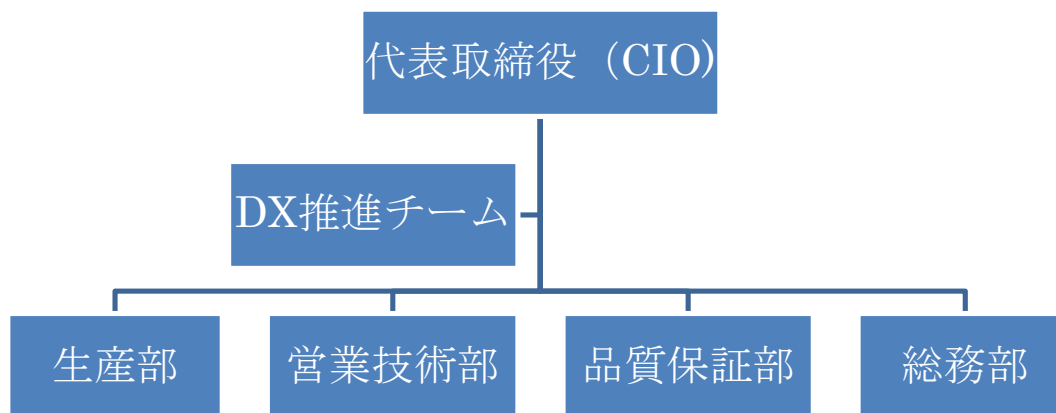 代表取締役（CIO)
DX推進チーム
生産部
営業技術部
品質保証部
総務部